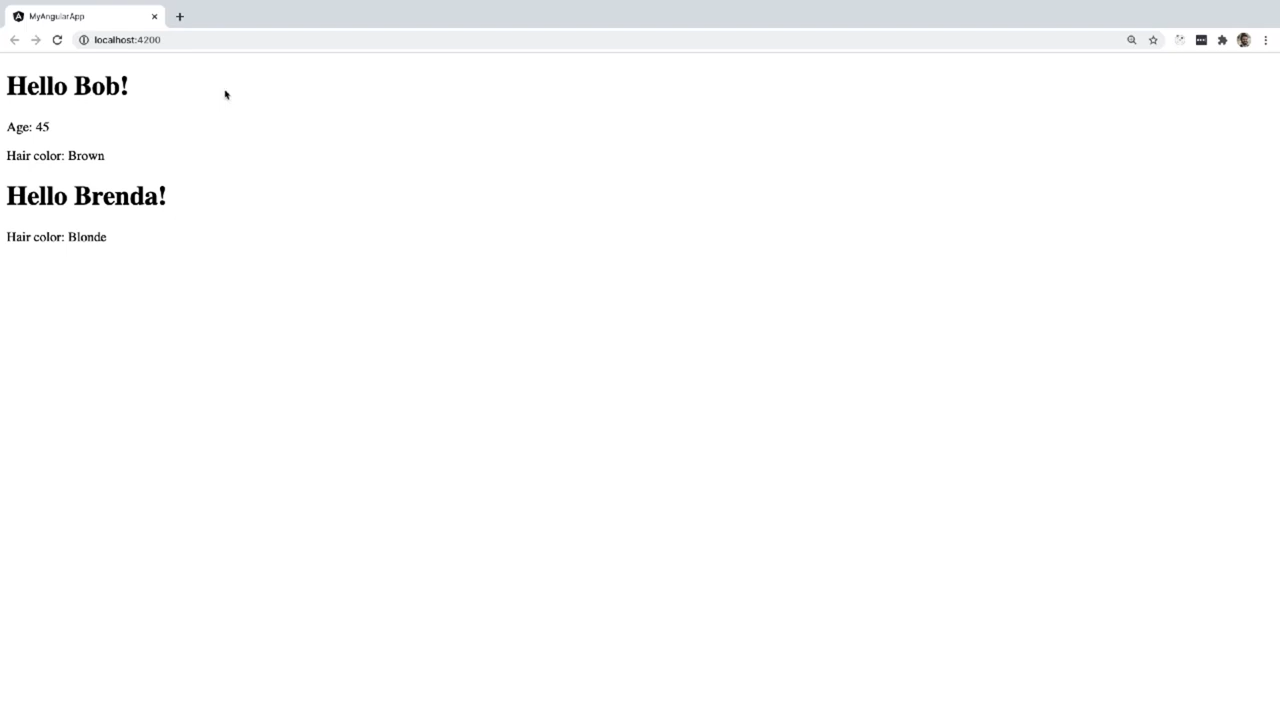 MyAngularApp
localhost:4200
Hello Bob!
Age: 45
Hair color: Brown
Hello Brenda!
Hair color: Blonde